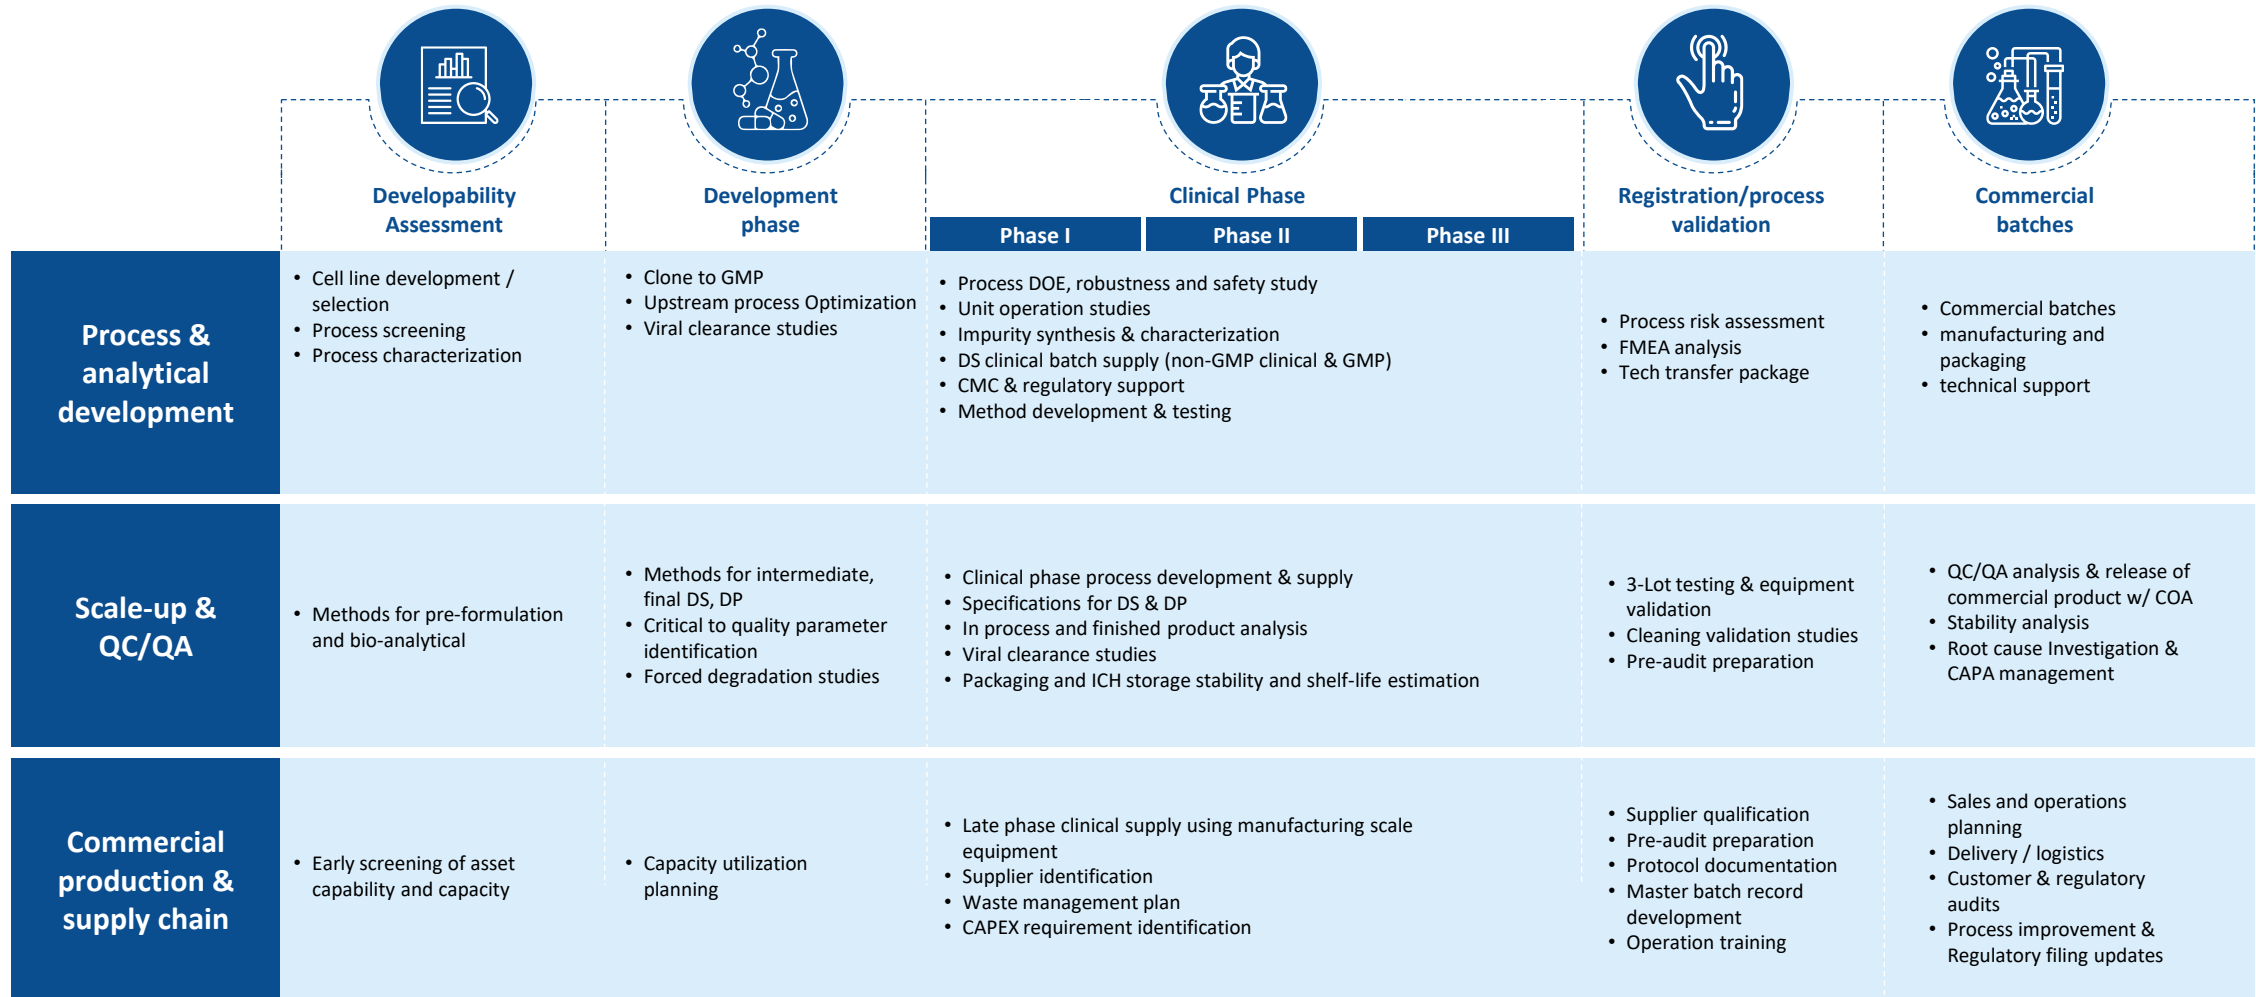 Developability
Assessment
Development
phase
Clinical Phase
Phase I
Phase II
Phase III
Registration/process
validation
Commercial
batches
Process &
analytical
development
• Cell line development /
selection
• Process screening
• Process characterization
• Clone to GMP
• Upstream process Optimization
• Viral clearance studies
• Process DOE, robustness and safety study
• Unit operation studies
• Impurity synthesis & characterization
• DS clinical batch supply (non-GMP clinical & GMP)
• CMC & regulatory support
• Method development & testing
• Process risk assessment
• FMEA analysis
• Tech transfer package
• Commercial batches
• manufacturing and
packaging
• technical support
Scale-up &
QC/QA
• Methods for pre-formulation
and bio-analytical
• Methods for intermediate,
final DS, DP
• Critical to quality parameter
identification
• Forced degradation studies
• Clinical phase process development & supply
• Specifications for DS & DP
• In process and finished product analysis
• Viral clearance studies
• Packaging and ICH storage stability and shelf-life estimation
• 3-Lot testing & equipment
validation
• Cleaning validation studies
• Pre-audit preparation
• QC/QA analysis & release of
commercial product w/ COA
• Stability analysis
• Root cause Investigation &
CAPA management
Commercial
production &
supply chain
• Early screening of asset
capability and capacity
• Capacity utilization
planning
• Late phase clinical supply using manufacturing scale
equipment
• Supplier identification
• Waste management plan
• CAPEX requirement identification
• Supplier qualification
• Pre-audit preparation
• Protocol documentation
• Master batch record
development
• Operation training
• Sales and operations
planning
• Delivery / logistics
• Customer & regulatory
audits
• Process improvement &
Regulatory filing updates